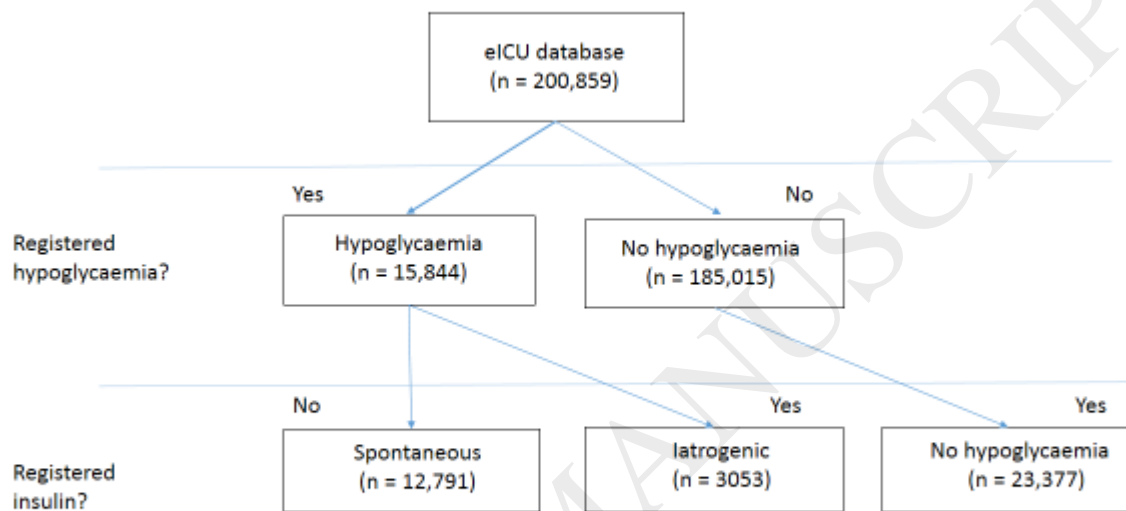 eICU database
(n = 200,859)
Yes
No
Registered
hypoglycaemia?
Hypoglycaemia
(n = 15,844)
No hypoglycaemia
(n = 185,015)
No
Yes
Yes
Registered
insulin?
Spontaneous
(n = 12,791)
Iatrogenic
(n = 3053)
No hypoglycaemia
(n = 23,377)
MANUSCRIP